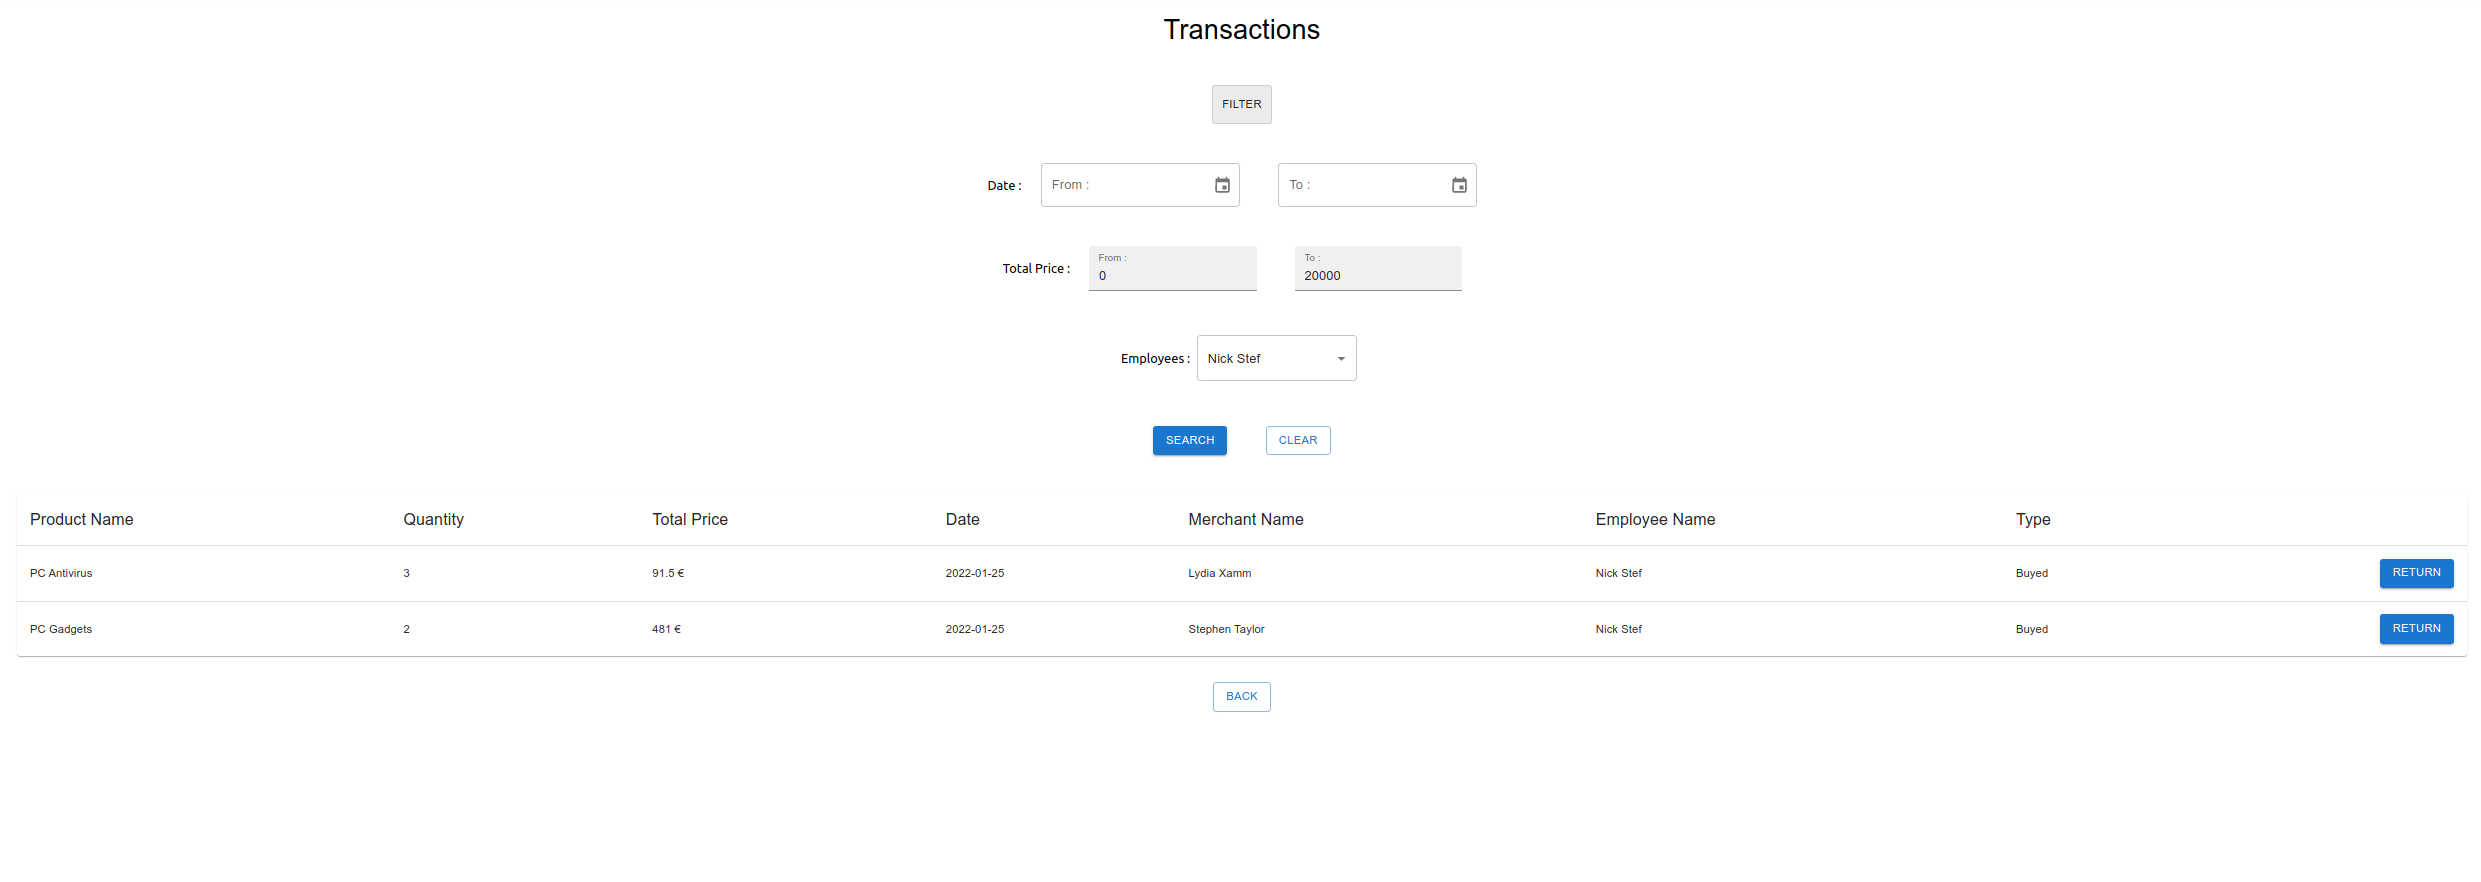 Transactions
FILTER
Date : From : To :
Total Price : From : 0 To : 20000
Employees : Nick Stef
SEARCH CLEAR
Product Name Quantity Total Price Date Merchant Name Employee Name Type
PC Antivirus 3 91.5 € 2022-01-25 Lydia Xamm Nick Stef Buyed RETURN
PC Gadgets 2 481 € 2022-01-25 Stephen Taylor Nick Stef Buyed RETURN
BACK